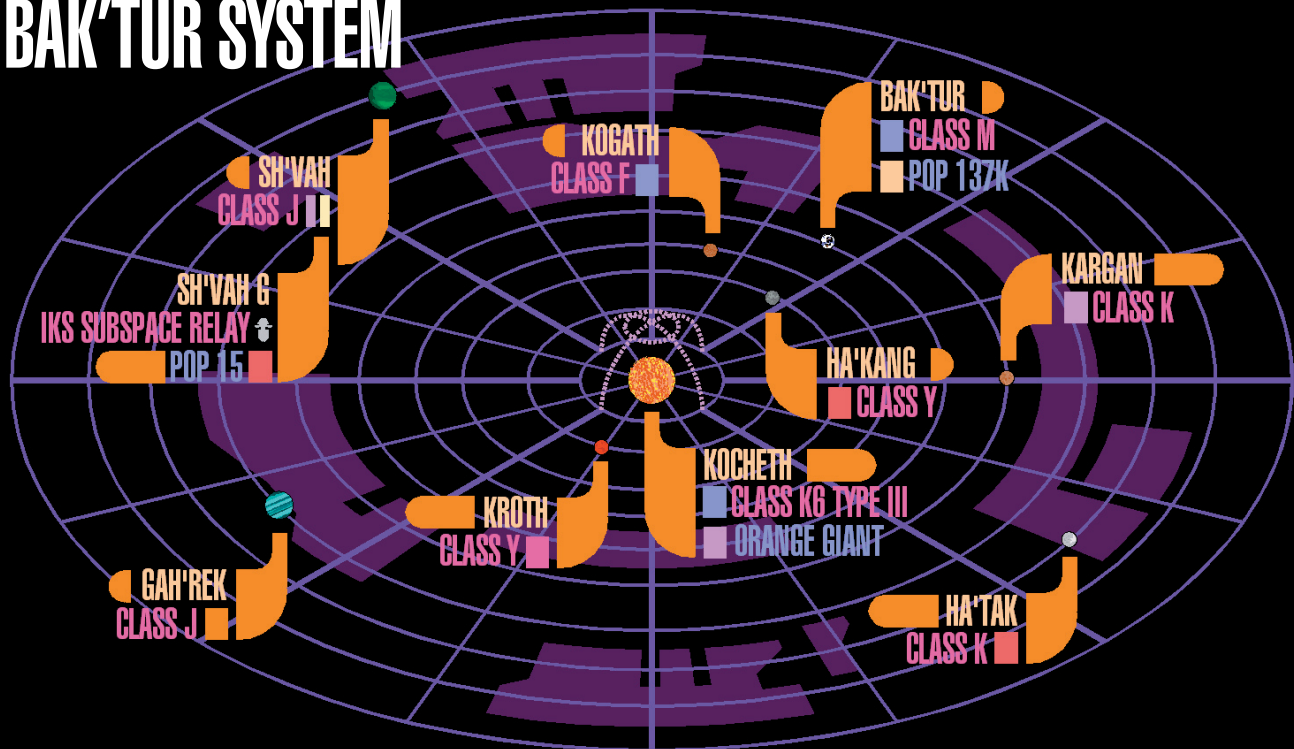 BAK'TUR SYSTEM
BAK'TUR
CLASS M
POP 137K
KOGATH
CLASS F
SH'VAH
CLASS J
SH'VAH G
IKS SUBSPACE RELAY
POP 15
KARGAN
CLASS K
HA'KANG
CLASS Y
KOCHETH
CLASS K6 TYPE III
ORANGE GIANT
KROTH
CLASS Y
GAH'REK
CLASS J
HA'TAK
CLASS K